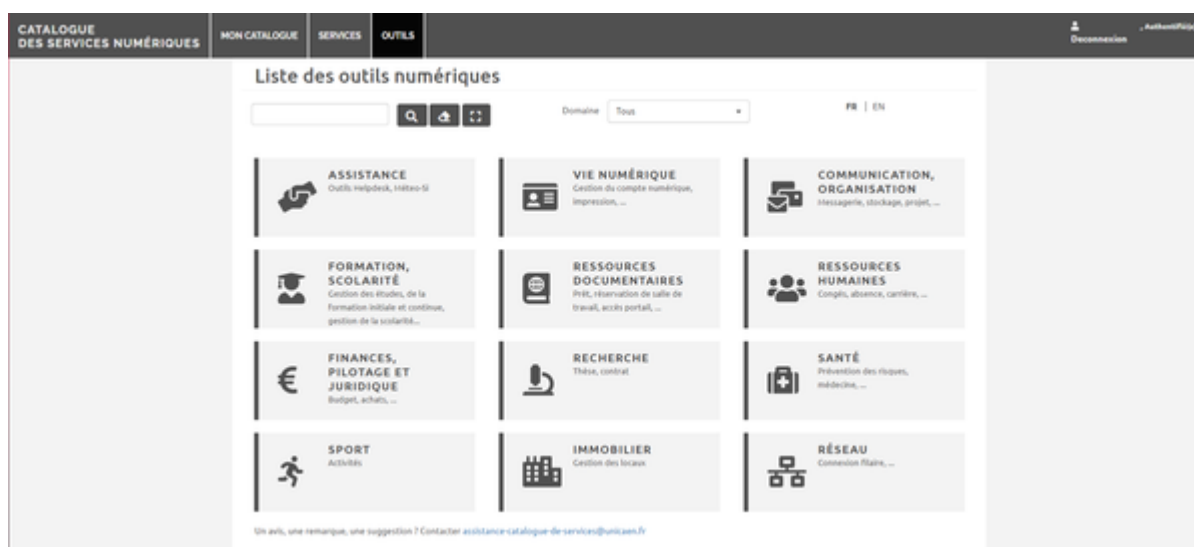 CATALOGUE
DES SERVICES NUMÉRIQUES
MON CATALOGUE
SERVICES
OUTILS
, Authentifié(e)
Deconnexion
Liste des outils numériques
Domaine
Tous
FR | EN
ASSISTANCE
Outils Helpdesk, Méteo-SI
VIE NUMÉRIQUE
Gestion du compte numérique,
impression, ...
COMMUNICATION,
ORGANISATION
Messagerie, stockage, projet, ...
FORMATION,
SCOLARITÉ
Gestion des études, de la
formation initiale et continue,
gestion de la scolarité...
RESSOURCES
DOCUMENTAIRES
Prêt, réservation de salle de
travail, accès portail, ...
RESSOURCES
HUMAINES
Congés, absence, carrière, ...
FINANCES,
PILOTAGE ET
JURIDIQUE
Budget, achats, ...
RECHERCHE
Thèse, contrat
SANTÉ
Prévention des risques,
médecine, ...
SPORT
Activités
IMMOBILIER
Gestion des locaux
RÉSEAU
Connexion filaire, ...
Un avis, une remarque, une suggestion ? Contacter assistance-catalogue-de-services@unicaen.fr